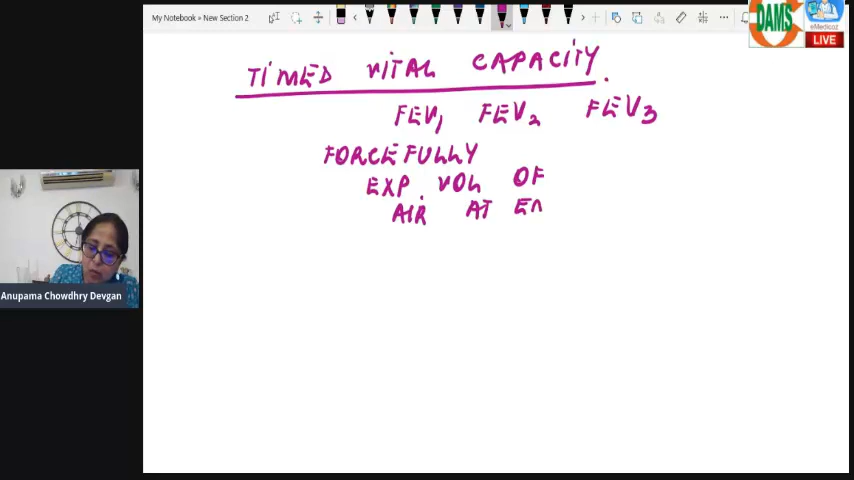 My Notebook > New Section 2
DAMS
eMedicoz
LIVE
TIMED VITAL CAPACITY.
FEV1 FEV2 FEV3
FORCEFULLY
EXP. VOL OF
AIR AT EN
Anupama Chowdhry Devgan